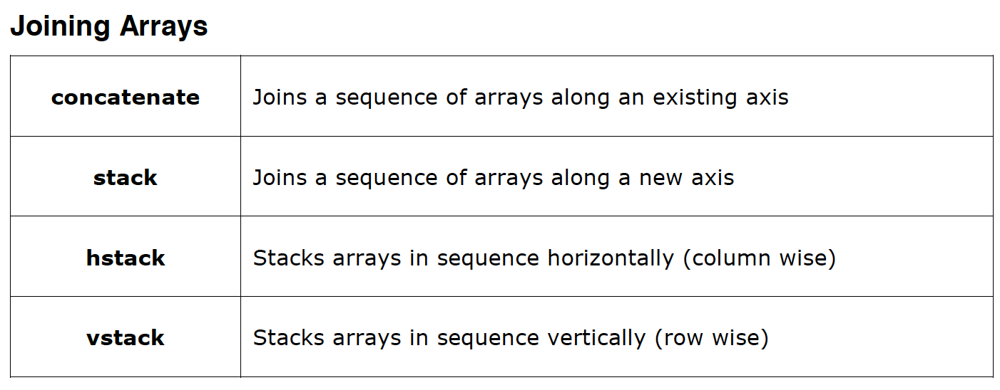 Joining Arrays
concatenate Joins a sequence of arrays along an existing axis
stack Joins a sequence of arrays along a new axis
hstack Stacks arrays in sequence horizontally (column wise)
vstack Stacks arrays in sequence vertically (row wise)